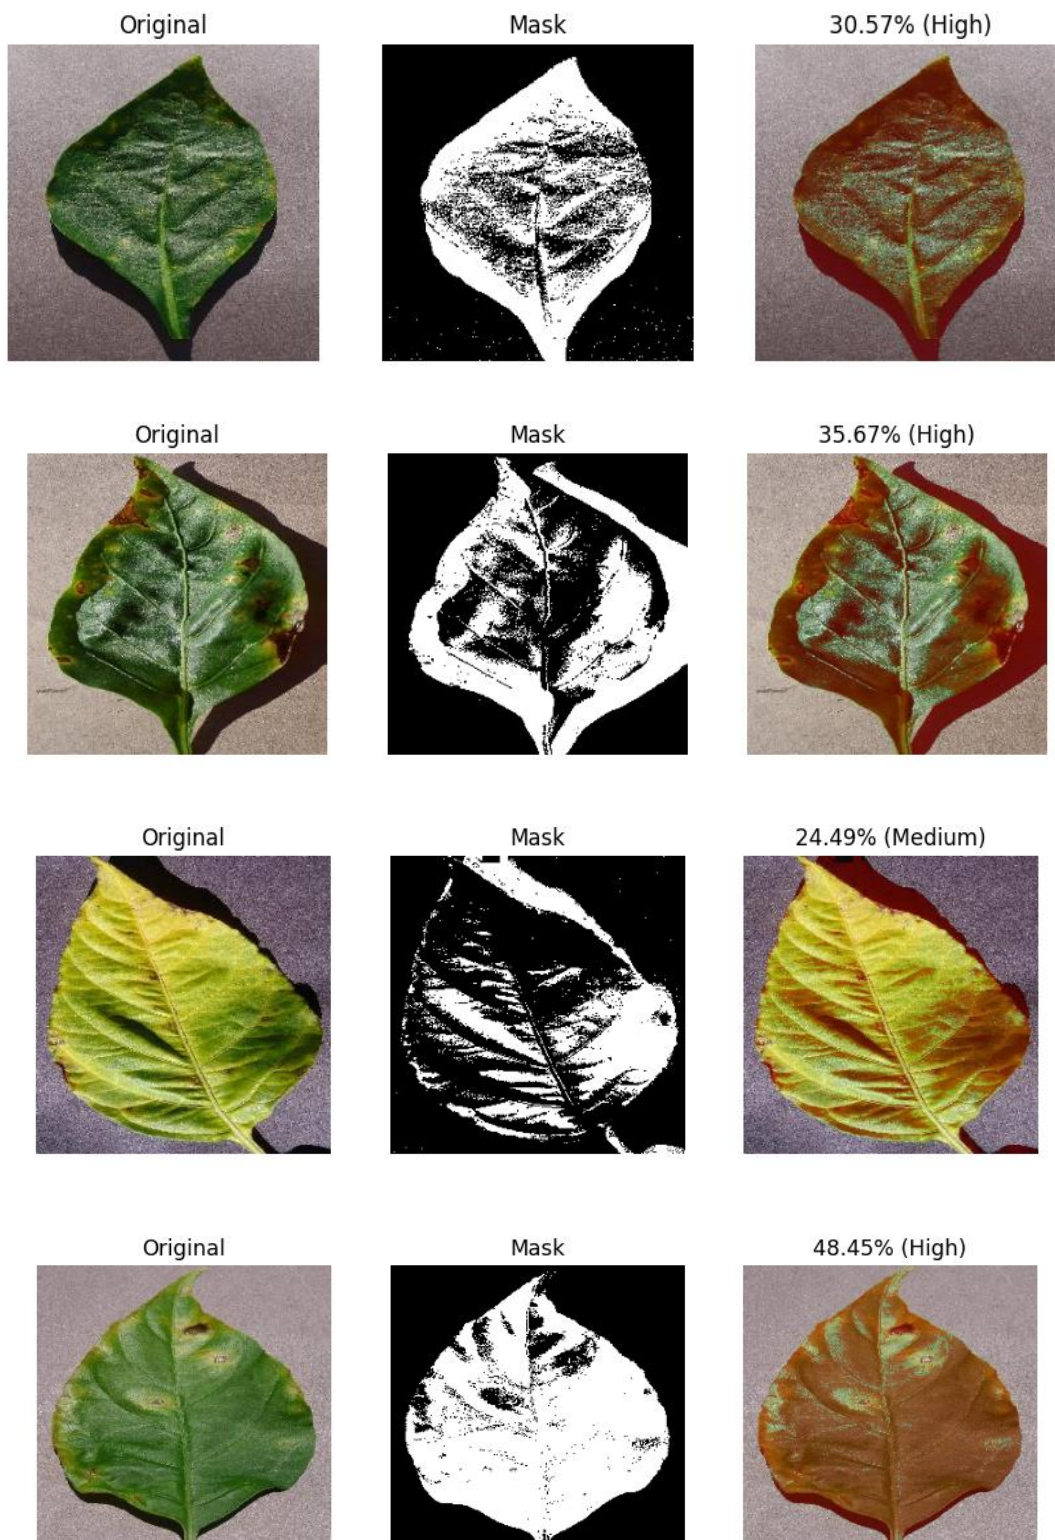 Original Mask 30.57% (High)
Original Mask 35.67% (High)
Original Mask 24.49% (Medium)
Original Mask 48.45% (High)